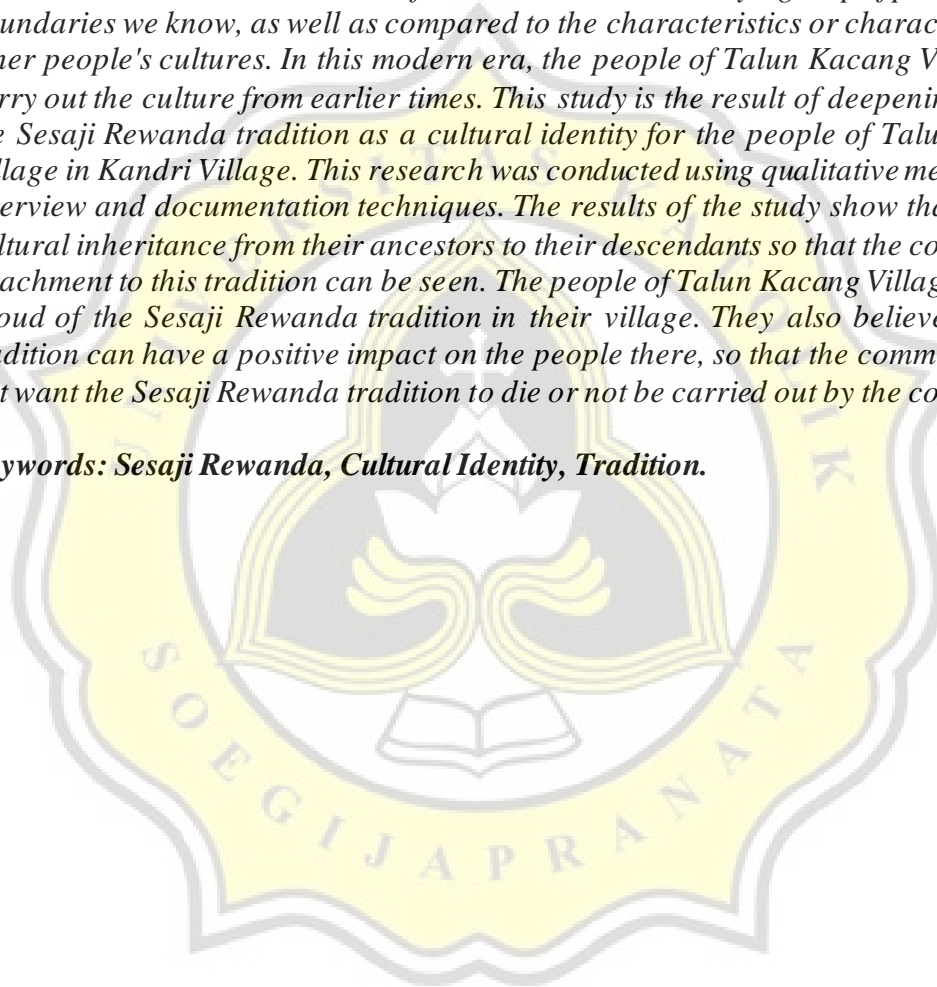 undaries we know, as well as compared to the characteristics or charac
her people's cultures. In this modern era, the people of Talun Kacang V
rry out the culture from earlier times. This study is the result of deepenin
e Sesaji Rewanda tradition as a cultural identity for the people of Talu
llage in Kandri Village. This research was conducted using qualitative me
terview and documentation techniques. The results of the study show tha
ltural inheritance from their ancestors to their descendants so that the co
tachment to this tradition can be seen. The people of Talun Kacang Village
oud of the Sesaji Rewanda tradition in their village. They also believe
adition can have a positive impact on the people there, so that the comm
t want the Sesaji Rewanda tradition to die or not be carried out by the co
ywords: Sesaji Rewanda, Cultural Identity, Tradition.
UNIVERSITAS KATOLIK
SOEGIJAPRANATA